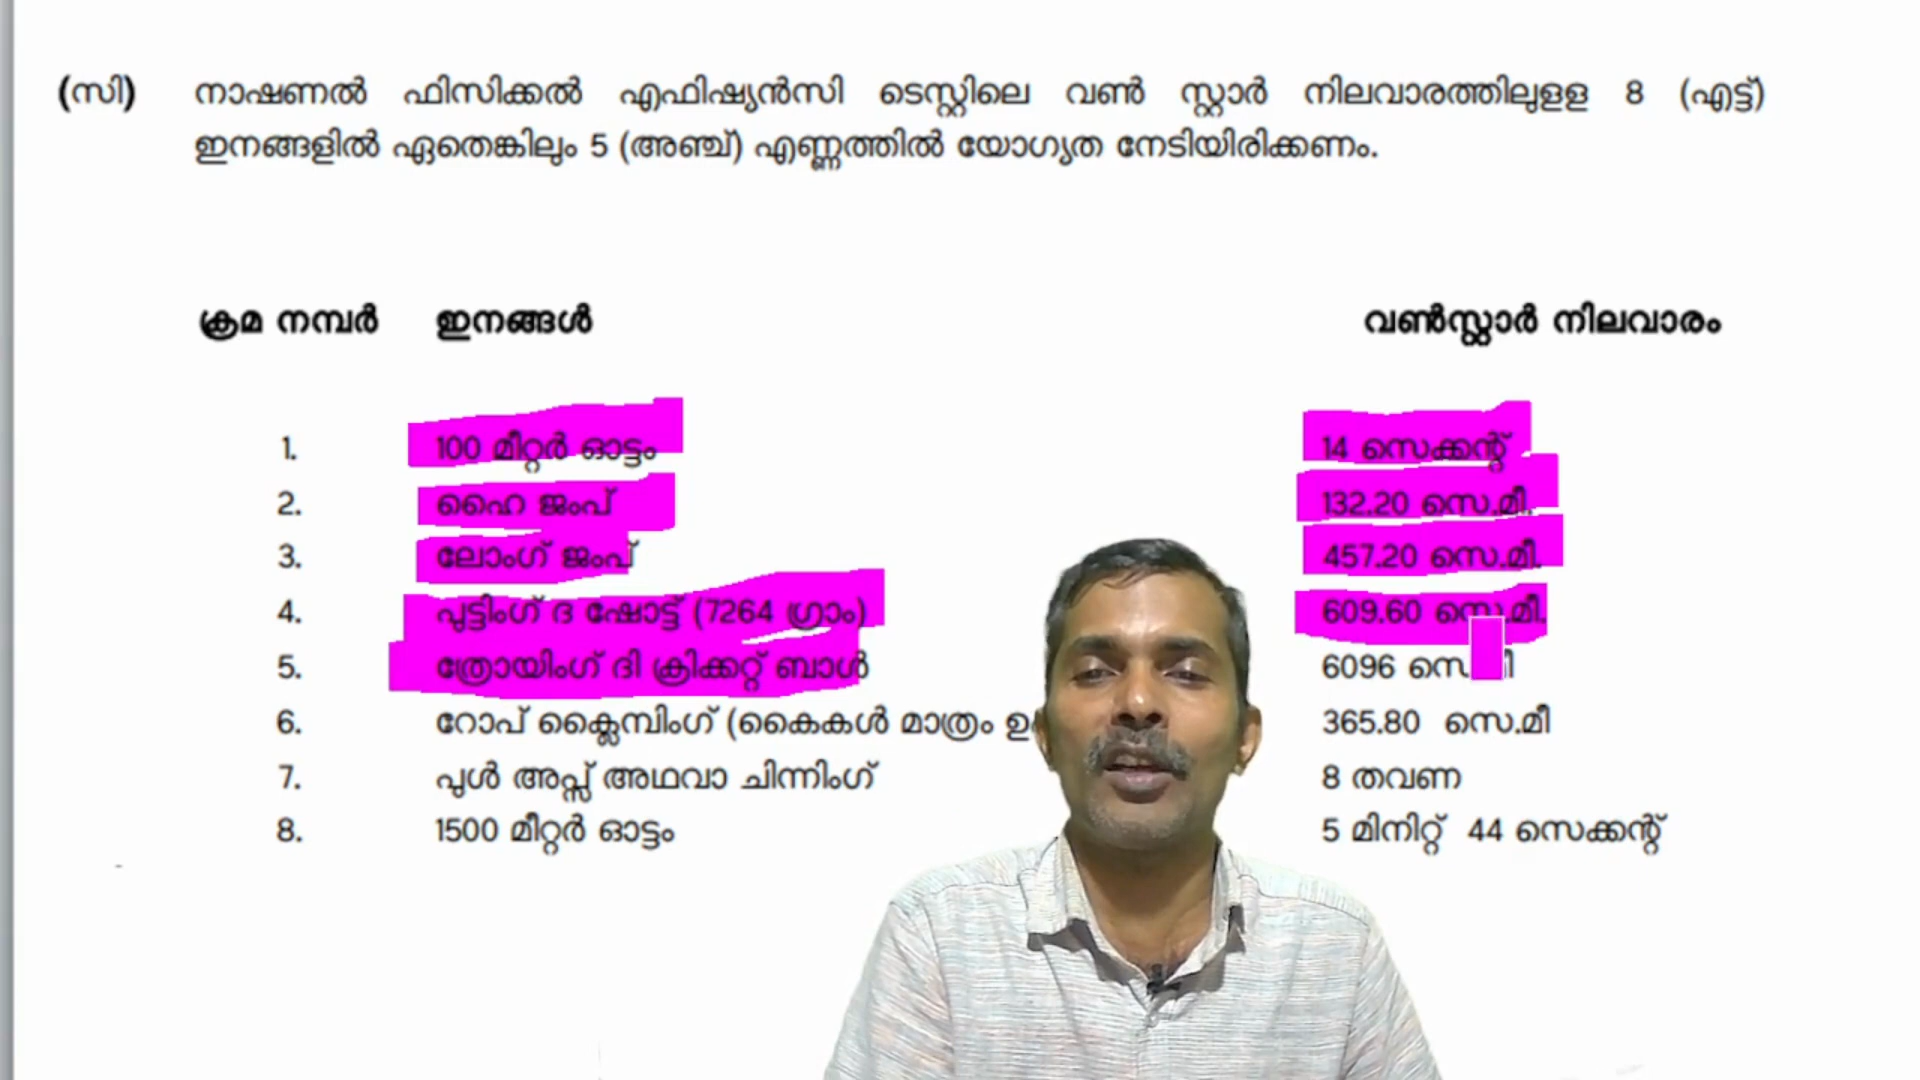 (സി) നാഷണൽ ഫിസിക്കൽ എഫിഷ്യൻസി ടെസ്റ്റിലെ വൺ സ്റ്റാർ നിലവാരത്തിലുളള 8 (എട്ട്)
ഇനങ്ങളിൽ ഏതെങ്കിലും 5 (അഞ്ച്) എണ്ണത്തിൽ യോഗ്യത നേടിയിരിക്കണം.
ക്രമ നമ്പർ ഇനങ്ങൾ വൺസ്റ്റാർ നിലവാരം
1. 100 മീറ്റർ ഓട്ടം 14 സെക്കന്റ്
2. ഹൈ ജംപ് 132.20 സെ.മീ.
3. ലോംഗ് ജംപ് 457.20 സെ.മീ.
4. പുട്ടിംഗ് ദ ഷോട്ട് (7264 ഗ്രാം) 609.60 സെ.മീ.
5. ത്രോയിംഗ് ദി ക്രിക്കറ്റ് ബാൾ 6096
6. റോപ് ക്ലൈമ്പിംഗ് (കൈകൾ മാത്രം 365.80 സെ.മീ
7. പുൾ അപ്സ് അഥവാ ചിന്നിംഗ് 8 തവണ
8. 1500 മീറ്റർ ഓട്ടം 5 മിനിറ്റ് 44 സെക്കന്റ്